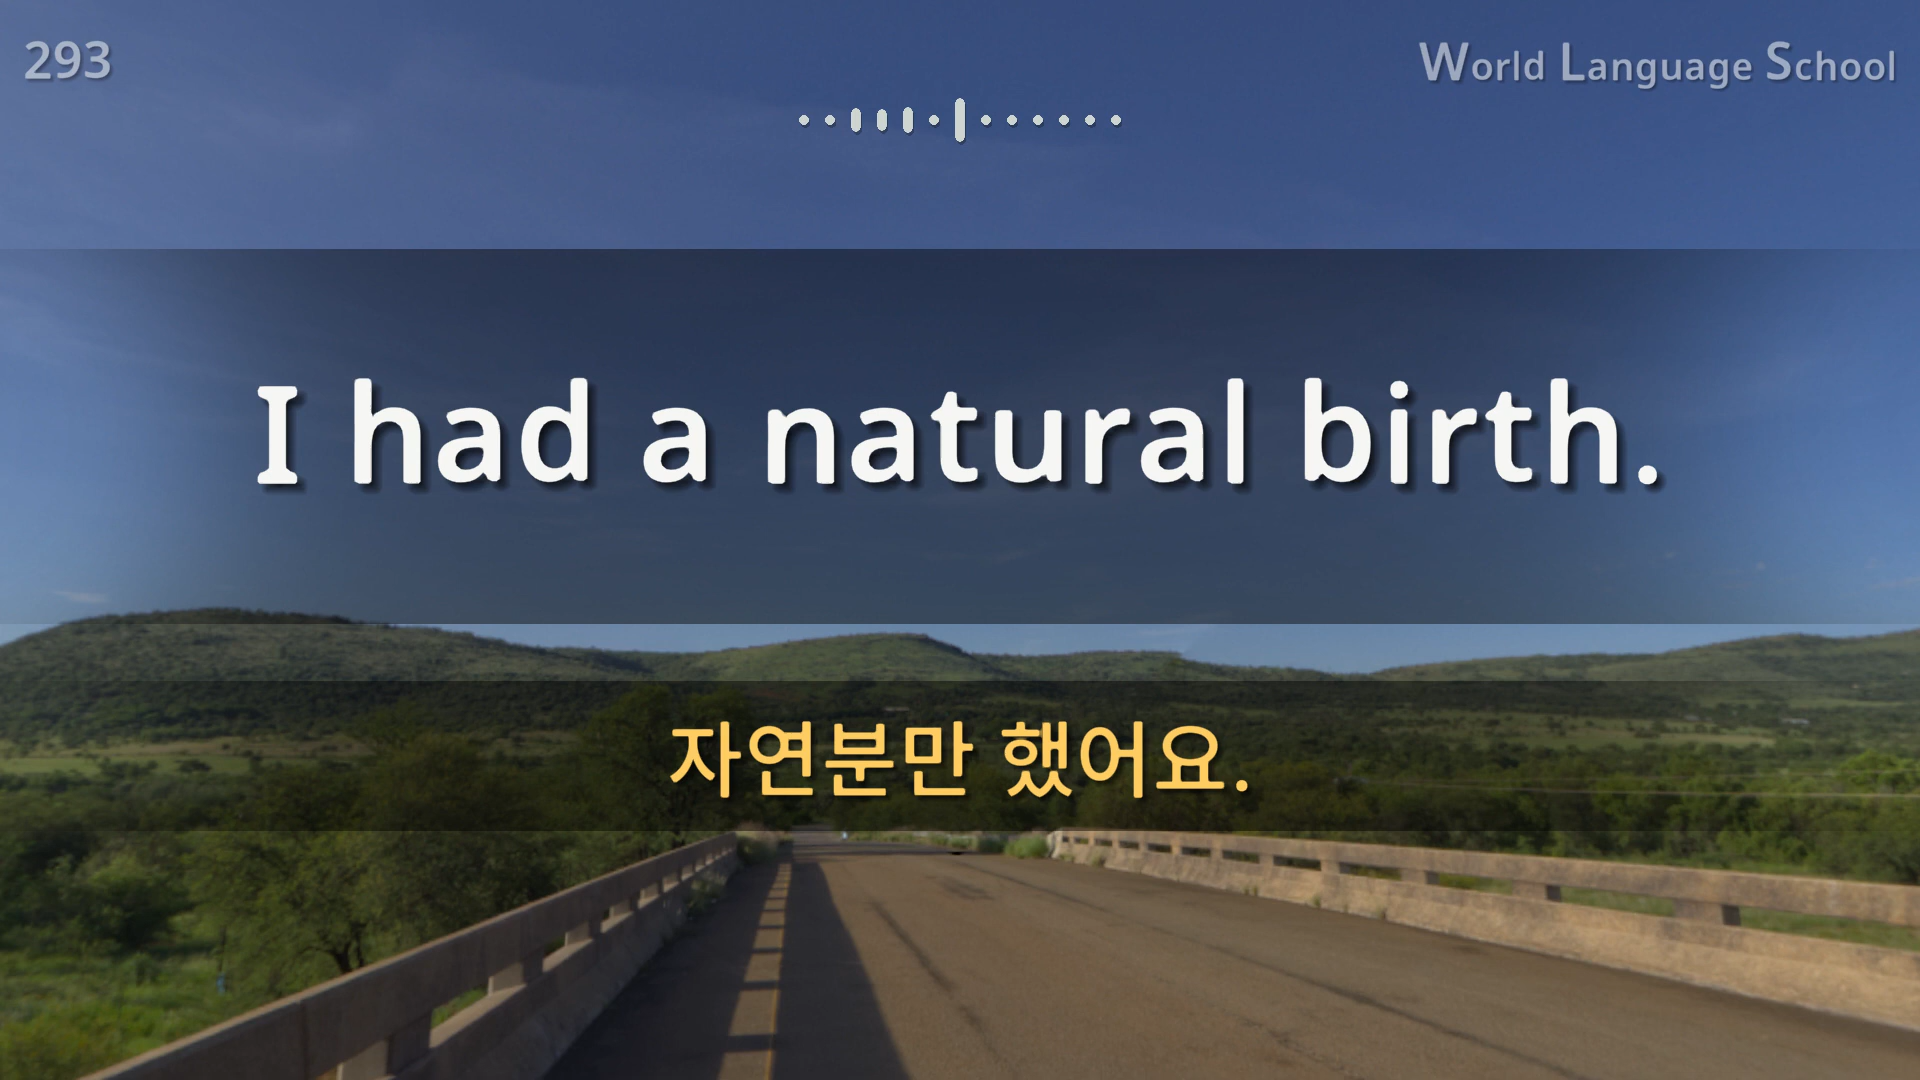 293
World Language School
I had a natural birth.
자연분만 했어요.